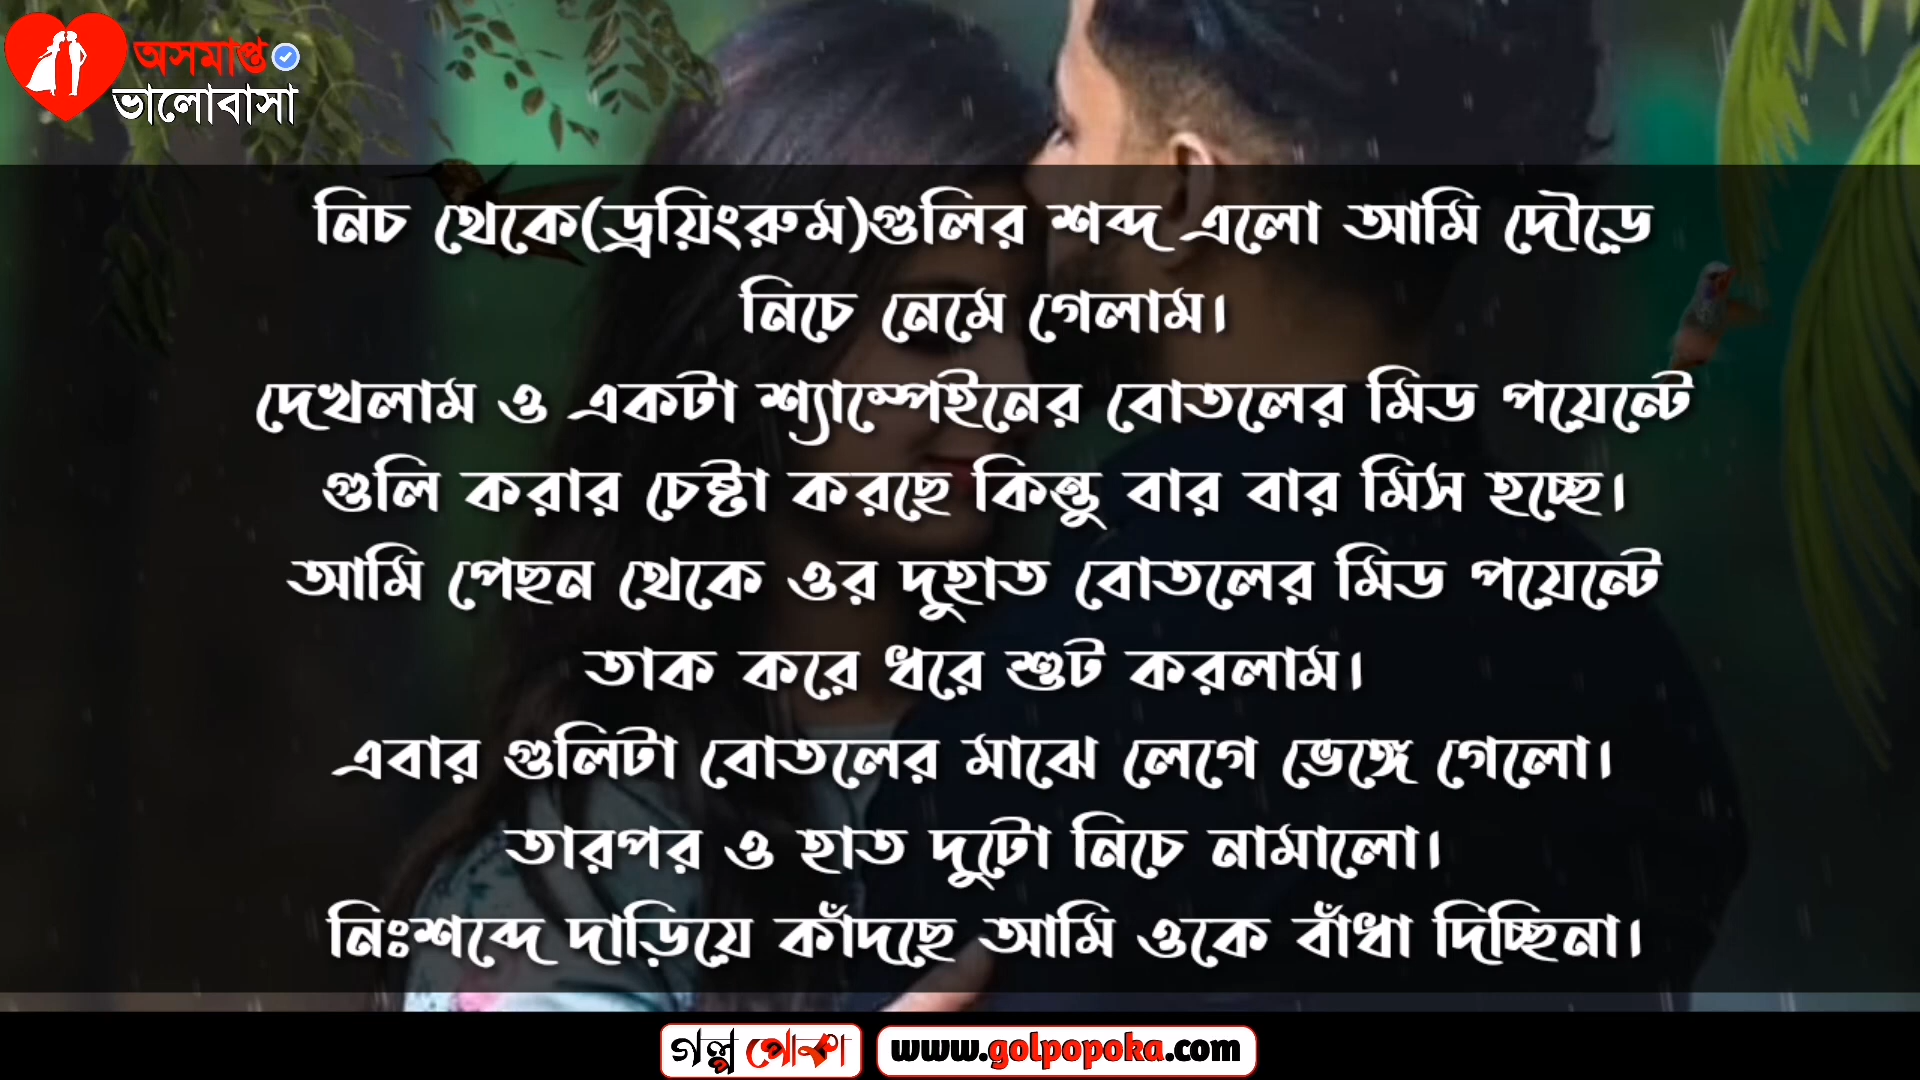 অসমাপ্ত
ভালোবাসা
নিচ থেকে(ড্রয়িংরুম)গুলির শব্দ এলো আমি দৌড়ে
নিচে নেমে গেলাম।
দেখলাম ও একটা শ্যাম্পেইনের বোতলের মিড পয়েন্টে
গুলি করার চেষ্টা করছে কিন্তু বার বার মিস হচ্ছে।
আমি পেছন থেকে ওর দুহাত বোতলের মিড পয়েন্টে
তাক করে ধরে শুট করলাম।
এবার গুলিটা বোতলের মাঝে লেগে ভেঙ্গে গেলো।
তারপর ও হাত দুটো নিচে নামালো।
নিঃশব্দে দাড়িয়ে কাঁদছে আমি ওকে বাঁধা দিচ্ছিনা।
গল্প পোকা www.golpopoka.com